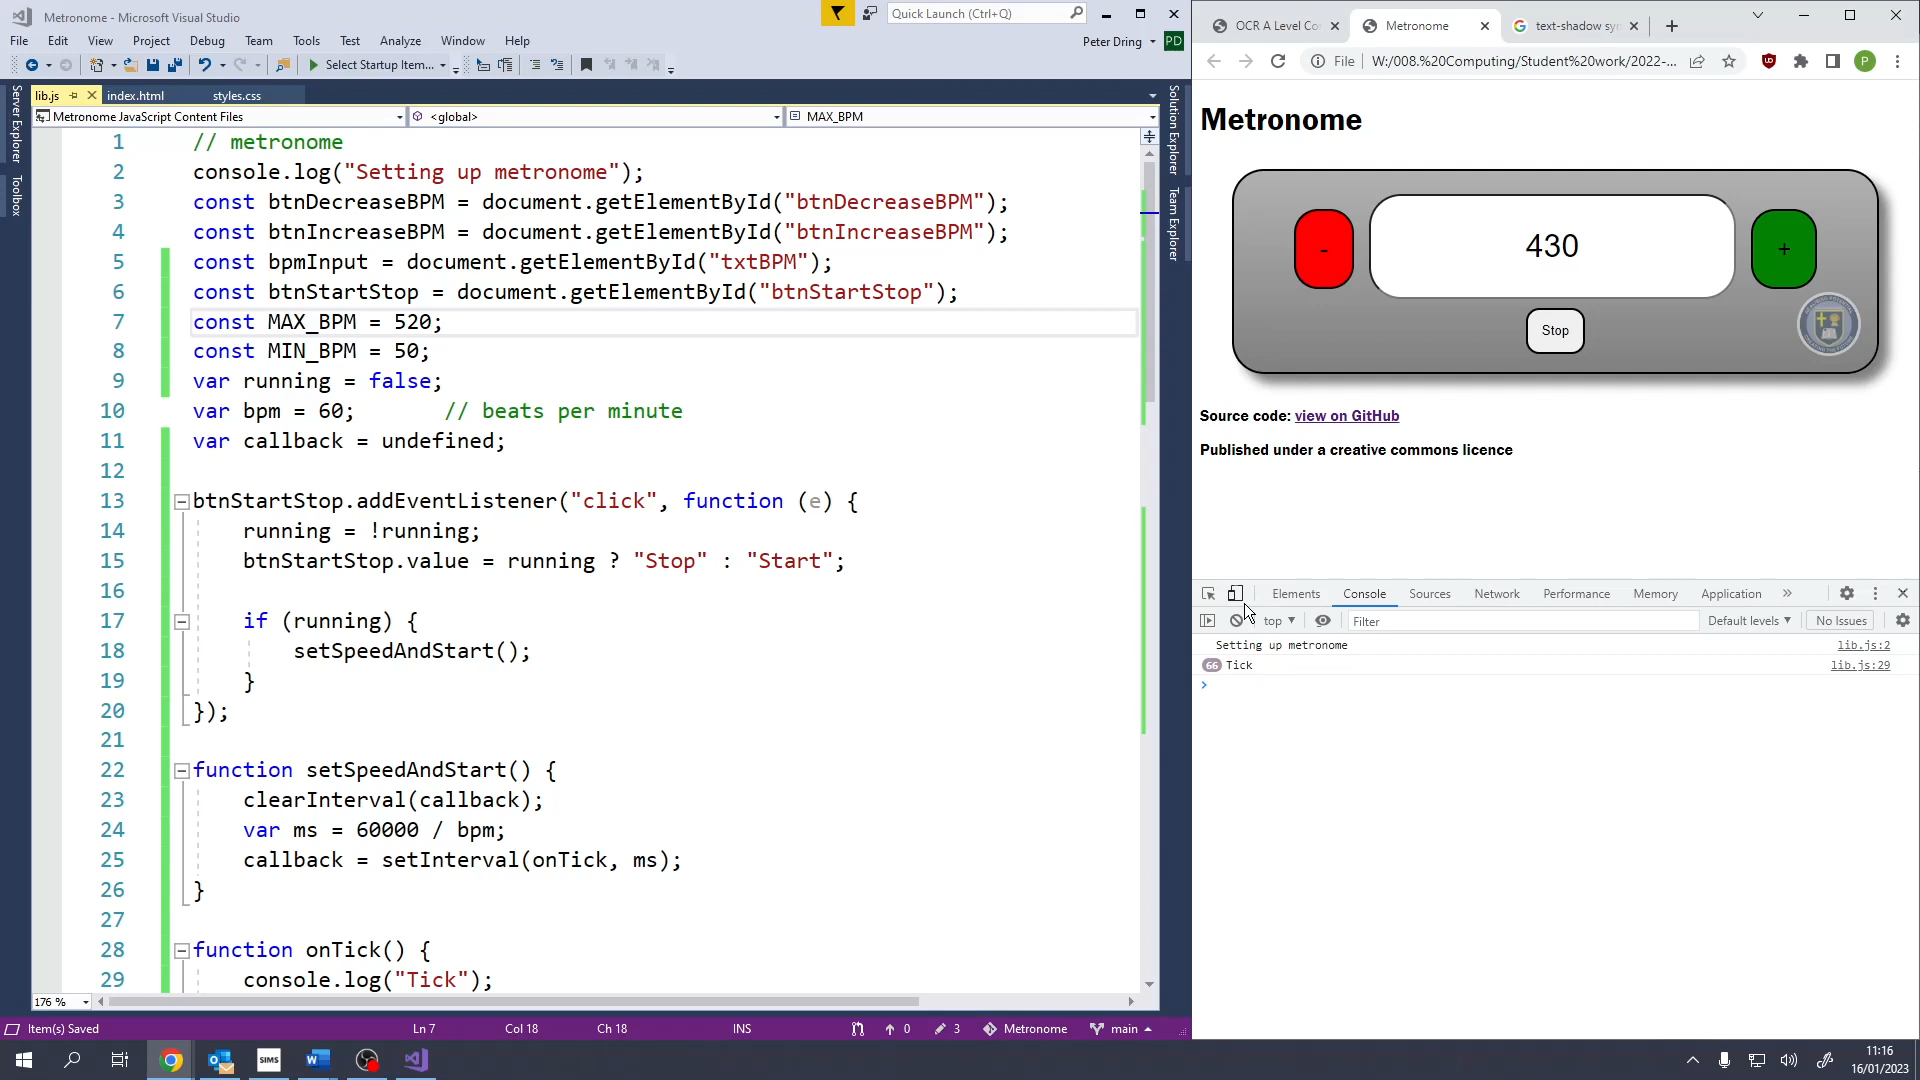 Metronome - Microsoft Visual Studio
Quick Launch (Ctrl+Q)
File Edit View Project Debug Team Tools Test Analyze Window Help
Peter Dring PD
Select Startup Item...
lib.js index.html styles.css
Metronome JavaScript Content Files <global> MAX_BPM
Server Explorer
Toolbox
Solution Explorer
Team Explorer
1 // metronome
2 console.log("Setting up metronome");
3 const btnDecreaseBPM = document.getElementById("btnDecreaseBPM");
4 const btnIncreaseBPM = document.getElementById("btnIncreaseBPM");
5 const bpmInput = document.getElementById("txtBPM");
6 const btnStartStop = document.getElementById("btnStartStop");
7 const MAX_BPM = 520;
8 const MIN_BPM = 50;
9 var running = false;
10 var bpm = 60; // beats per minute
11 var callback = undefined;
12
13 btnStartStop.addEventListener("click", function (e) {
14 running = !running;
15 btnStartStop.value = running ? "Stop" : "Start";
16
17 if (running) {
18 setSpeedAndStart();
19 }
20 });
21
22 function setSpeedAndStart() {
23 clearInterval(callback);
24 var ms = 60000 / bpm;
25 callback = setInterval(onTick, ms);
26 }
27
28 function onTick() {
29 console.log("Tick");
176 %
Item(s) Saved Ln 7 Col 18 Ch 18 INS 0 3 Metronome main
OCR A Level Co Metronome text-shadow syn
File W:/008.%20Computing/Student%20work/2022-... P
Metronome
- 430 +
Stop
Source code: view on GitHub
Published under a creative commons licence
Elements Console Sources Network Performance Memory Application
top Filter Default levels No Issues
Setting up metronome lib.js:2
66 Tick lib.js:29
SIMS
11:16
16/01/2023